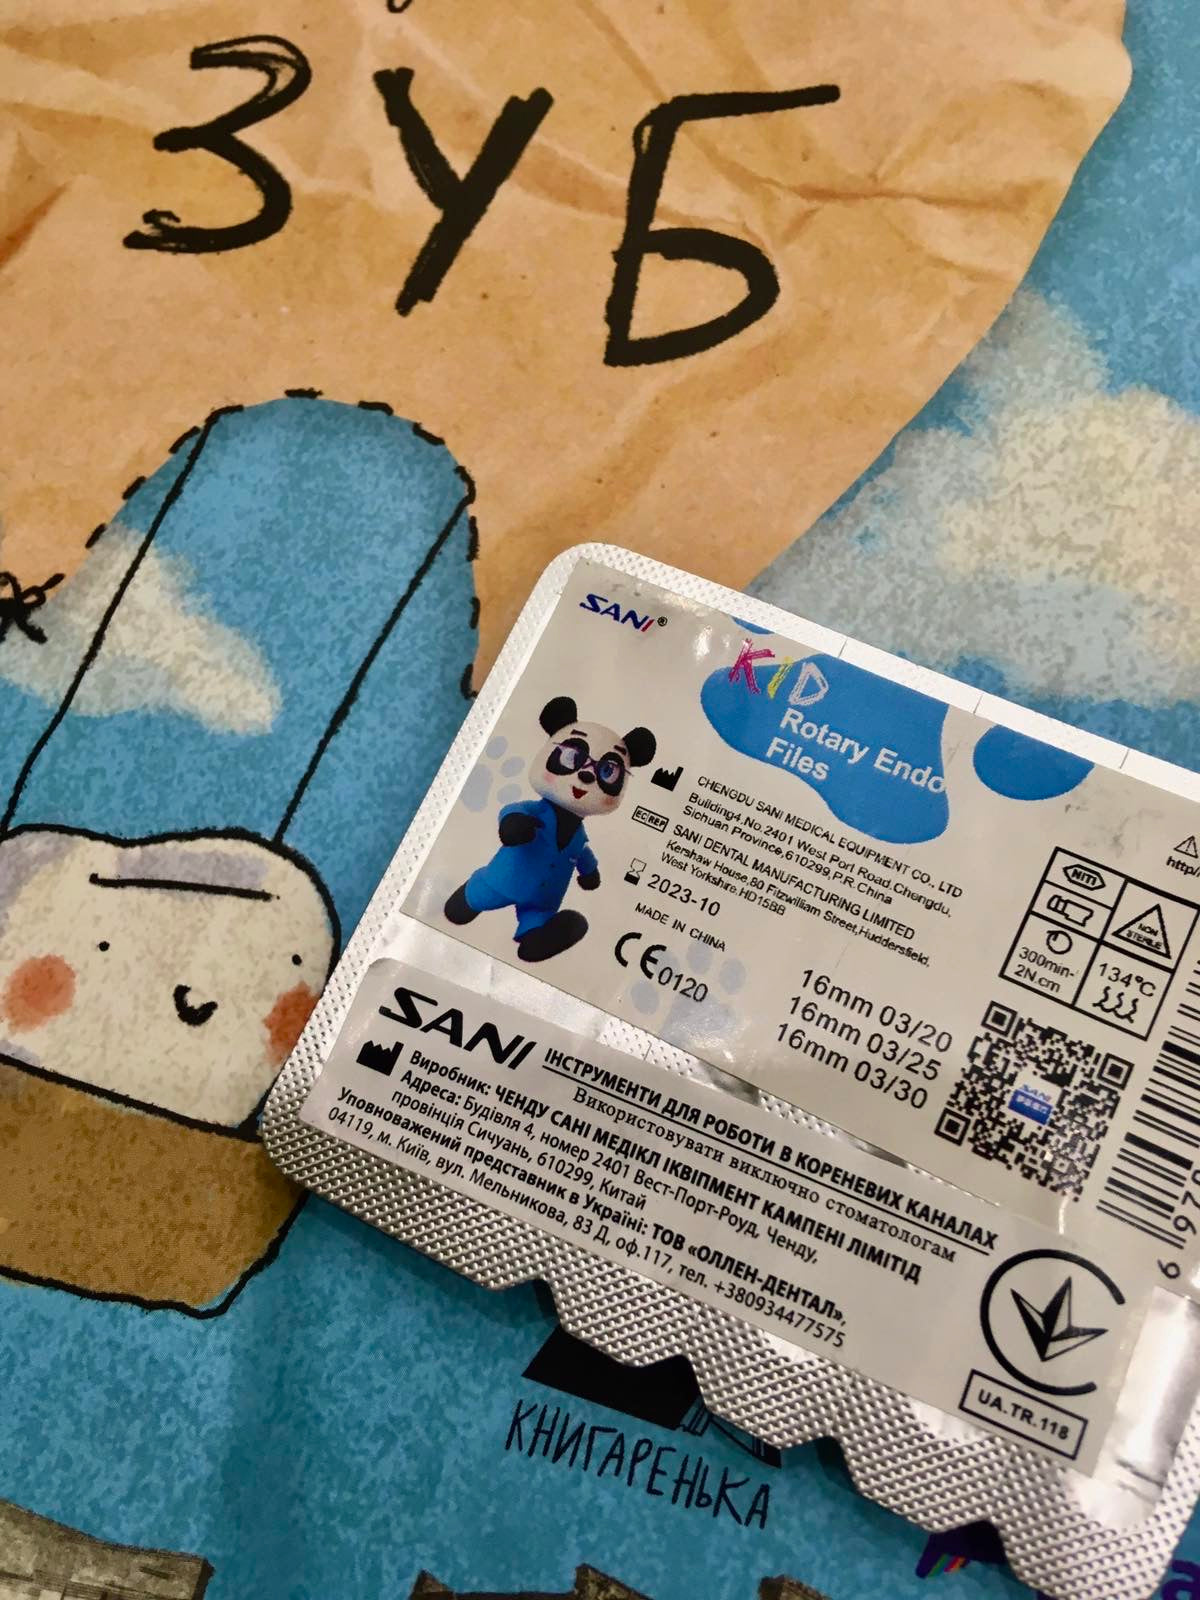 ЗУБ
SANI®
KID
Rotary Endo
Files
CHENGDU SANI MEDICAL EQUIPMENT CO., LTD
Building4.No.2401 West Port Road.Chengdu,
Sichuan Province,610299,P.R.China
EC REP
SANI DENTAL MANUFACTURING LIMITED
Kershaw House,80 Fitzwilliam Street,Huddersfield,
West Yorkshire.HD15BB
2023-10
MADE IN CHINA
CE0120
16mm 03/20
16mm 03/25
16mm 03/30
http:/
NITI
NON
STERILE
300min-
2N.cm
134°C
SANI
ІНСТРУМЕНТИ ДЛЯ РОБОТИ В КОРЕНЕВИХ КАНАЛАХ
Використовувати виключно стоматологам
Виробник: ЧЕНДУ САНІ МЕДІКЛ ІКВІПМЕНТ КАМПЕНІ ЛІМІТІД
Адреса: Будівля 4, номер 2401 Вест-Порт-Роуд, Ченду,
провінція Сичуань, 610299, Китай
Уповноважений представник в Україні: ТОВ «ОЛЛЕН-ДЕНТАЛ»,
04119, м. Київ, вул. Мельникова, 83 Д, оф.117, тел. +380934477575
UA.TR.118
КНИГАРЕНЬКА